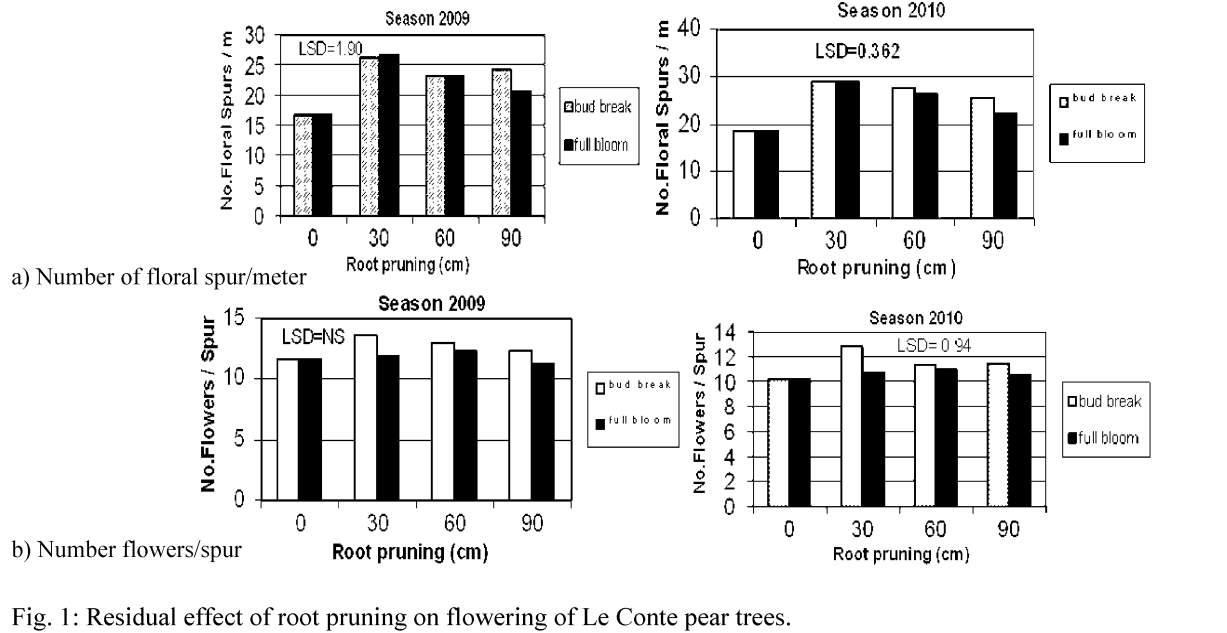 Season 2009
30
25
20
15
10
5
0
No.Floral Spurs / m
LSD=1.90
0 30 60 90
Root pruning (cm)
bud break
full bloom
Season 2010
40
30
20
10
0
No.Floral Spurs / m
LSD=0.362
0 30 60 90
Root pruning (cm)
bud break
full bloom
a) Number of floral spur/meter
Season 2009
15
10
5
0
No.Flowers / Spur
LSD=NS
0 30 60 90
Root pruning (cm)
bud break
full bloom
Season 2010
14
12
10
8
6
4
2
0
No.Flowers / Spur
LSD= 0.94
0 30 60 90
Root pruning (cm)
bud break
full bloom
b) Number flowers/spur
Fig. 1: Residual effect of root pruning on flowering of Le Conte pear trees.